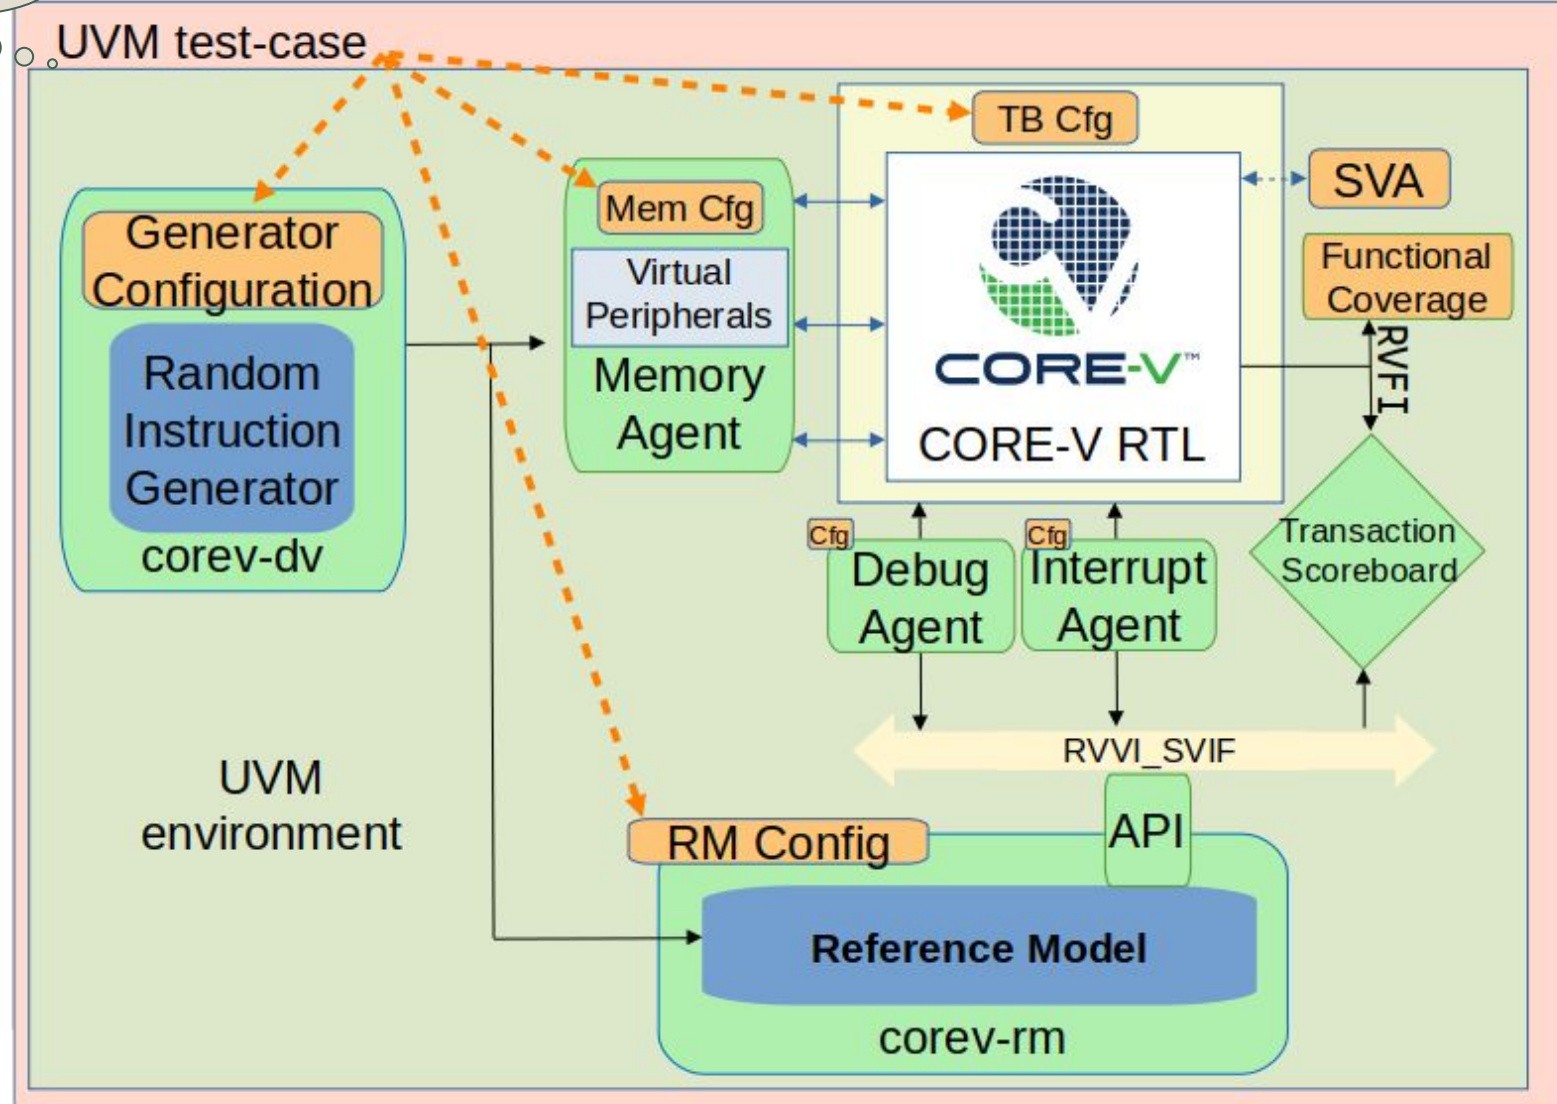 UVM test-case
TB Cfg
SVA
Generator
Configuration
Mem Cfg
Virtual
Peripherals
Functional
Coverage
RVFI
Random
Instruction
Generator
corev-dv
Memory
Agent
CORE-V™
CORE-V RTL
Cfg
Debug
Agent
Cfg
Interrupt
Agent
Transaction
Scoreboard
RVVI_SVIF
UVM
environment
RM Config
API
Reference Model
corev-rm